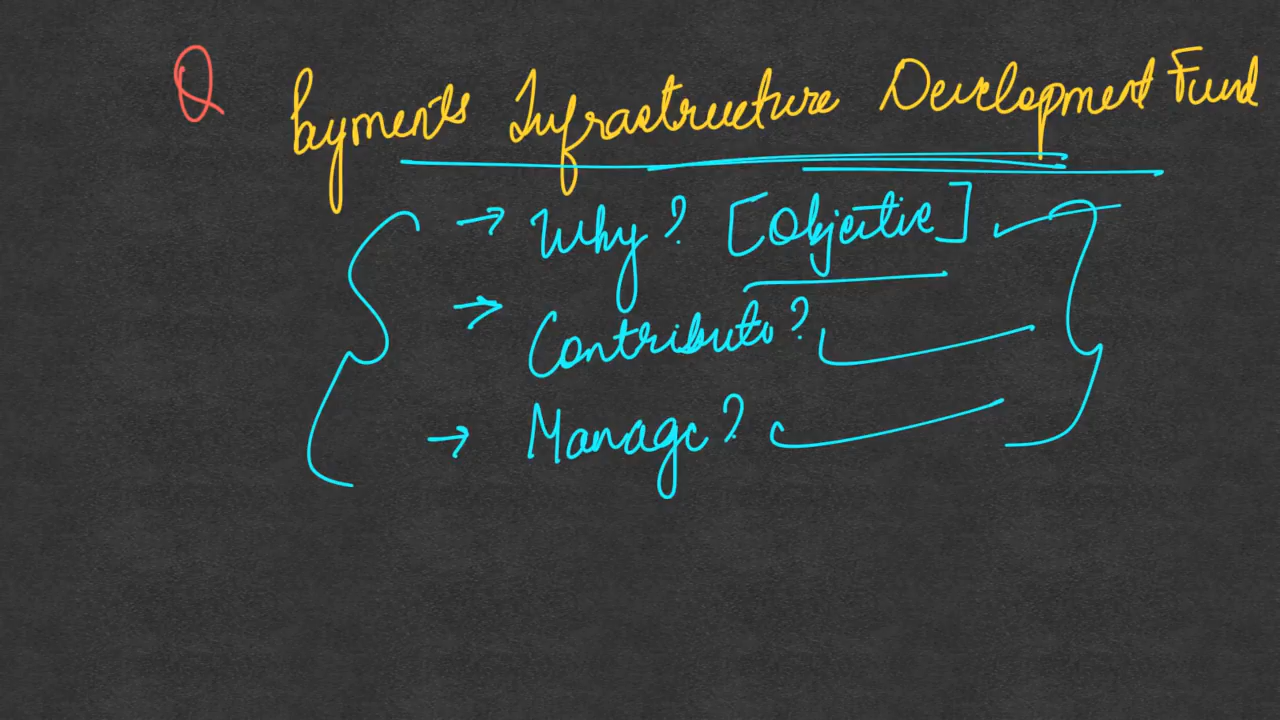 Q Payments Infrastructure Development Fund
→ Why? [Objective]
→ Contributo?
→ Manage?